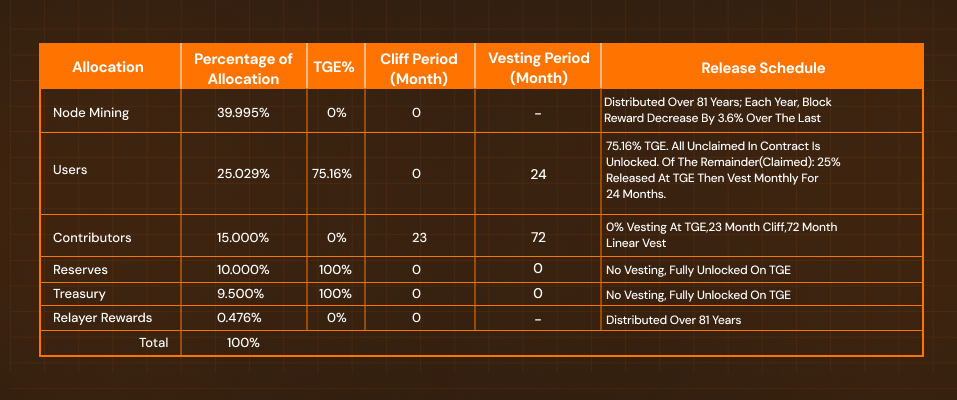 Allocation
Percentage of
Allocation
TGE%
Cliff Period
(Month)
Vesting Period
(Month)
Release Schedule
Node Mining
39.995%
0%
0
–
Distributed Over 81 Years; Each Year, Block
Reward Decrease By 3.6% Over The Last
Users
25.029%
75.16%
0
24
75.16% TGE. All Unclaimed In Contract Is
Unlocked. Of The Remainder(Claimed): 25%
Released At TGE Then Vest Monthly For
24 Months.
Contributors
15.000%
0%
23
72
0% Vesting At TGE,23 Month Cliff,72 Month
Linear Vest
Reserves
10.000%
100%
0
0
No Vesting, Fully Unlocked On TGE
Treasury
9.500%
100%
0
0
No Vesting, Fully Unlocked On TGE
Relayer Rewards
0.476%
0%
0
–
Distributed Over 81 Years
Total
100%